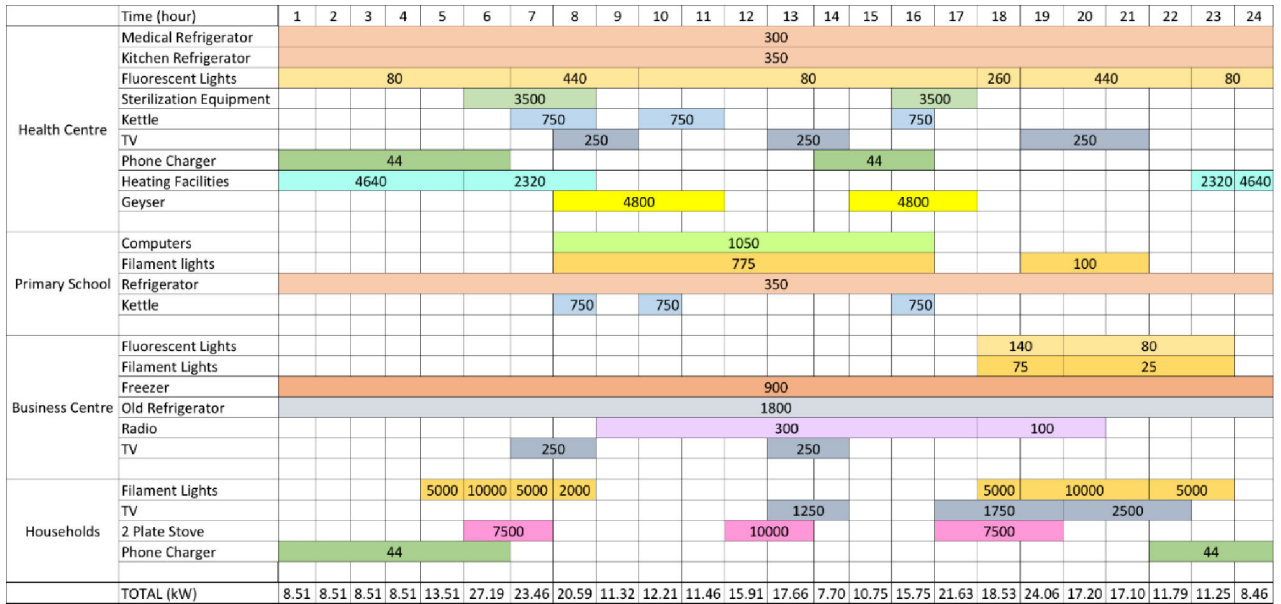 Time (hour) 1 2 3 4 5 6 7 8 9 10 11 12 13 14 15 16 17 18 19 20 21 22 23 24
Health Centre
Medical Refrigerator 300
Kitchen Refrigerator 350
Fluorescent Lights 80 440 80 260 440 80
Sterilization Equipment 3500 3500
Kettle 750 750 750
TV 250 250 250
Phone Charger 44 44
Heating Facilities 4640 2320 2320 4640
Geyser 4800 4800
Primary School
Computers 1050
Filament lights 775 100
Refrigerator 350
Kettle 750 750 750
Business Centre
Fluorescent Lights 140 80
Filament Lights 75 25
Freezer 900
Old Refrigerator 1800
Radio 300 100
TV 250 250
Households
Filament Lights 5000 10000 5000 2000 5000 10000 5000
TV 1250 1750 2500
2 Plate Stove 7500 10000 7500
Phone Charger 44 44
TOTAL (kW) 8.51 8.51 8.51 8.51 13.51 27.19 23.46 20.59 11.32 12.21 11.46 15.91 17.66 7.70 10.75 15.75 21.63 18.53 24.06 17.20 17.10 11.79 11.25 8.46